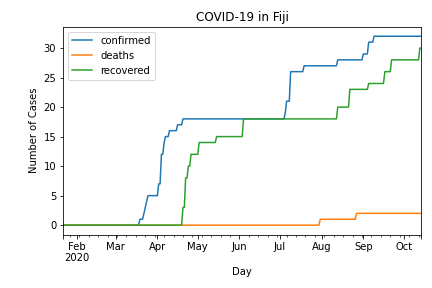 COVID-19 in Fiji
confirmed
deaths
recovered
Number of Cases
30
25
20
15
10
5
0
Feb Mar Apr May Jun Jul Aug Sep Oct
2020
Day